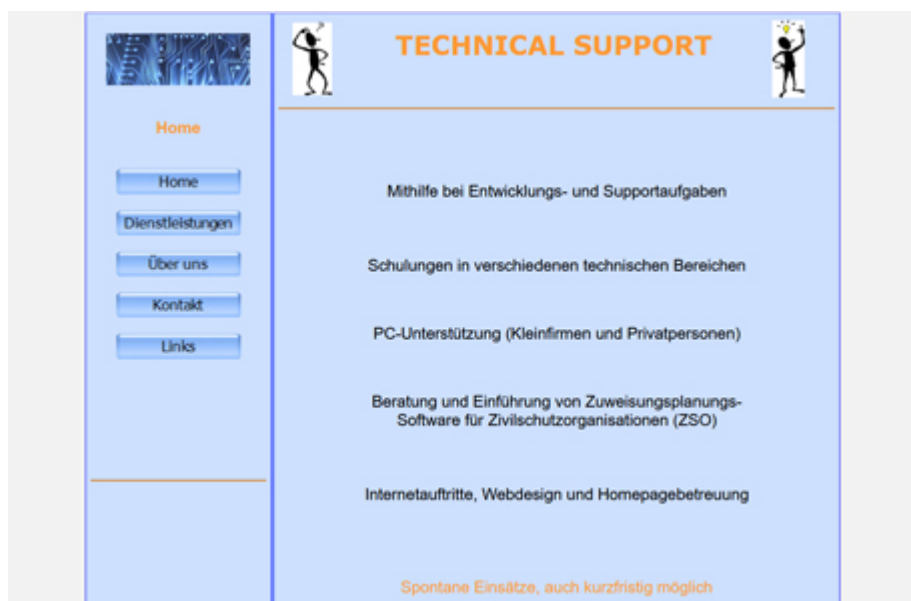 TECHNICAL SUPPORT
Home
Home
Dienstleistungen
Über uns
Kontakt
Links
Mithilfe bei Entwicklungs- und Supportaufgaben
Schulungen in verschiedenen technischen Bereichen
PC-Unterstützung (Kleinfirmen und Privatpersonen)
Beratung und Einführung von Zuweisungsplanungs-
Software für Zivilschutzorganisationen (ZSO)
Internetauftritte, Webdesign und Homepagebetreuung
Spontane Einsätze, auch kurzfristig möglich